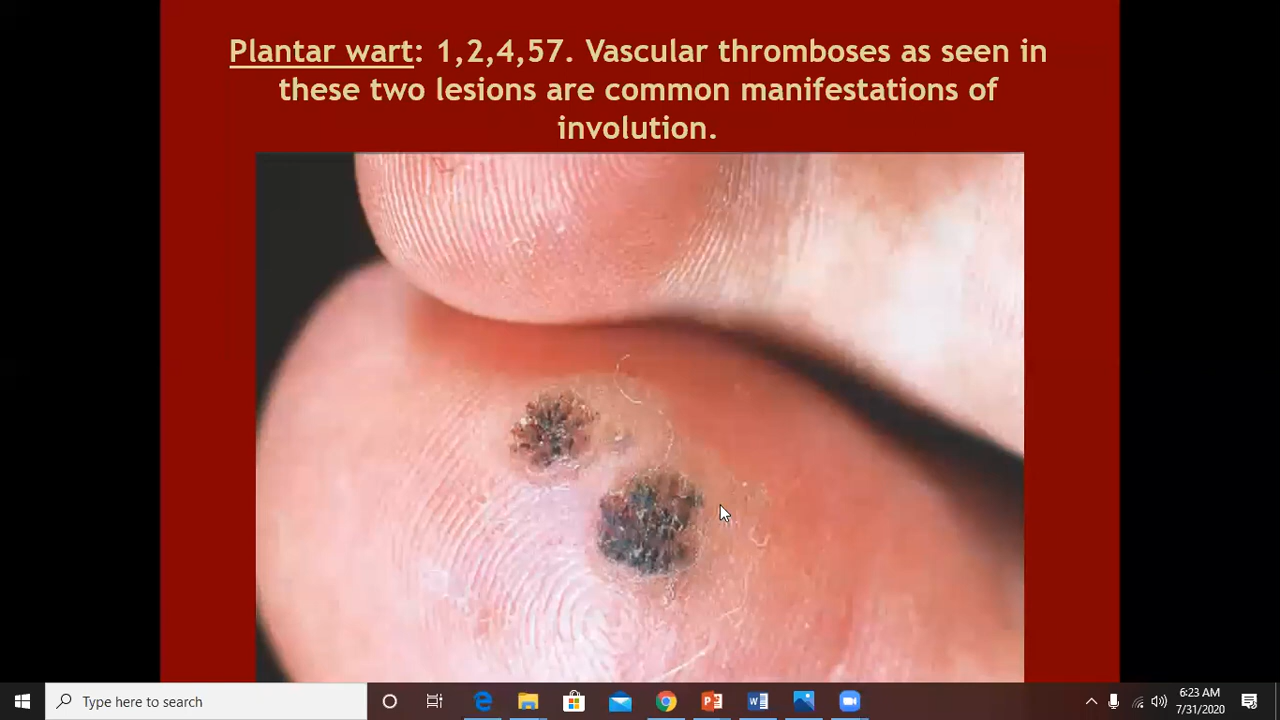 Plantar wart: 1,2,4,57. Vascular thromboses as seen in
these two lesions are common manifestations of
involution.
Type here to search
6:23 AM
7/31/2020